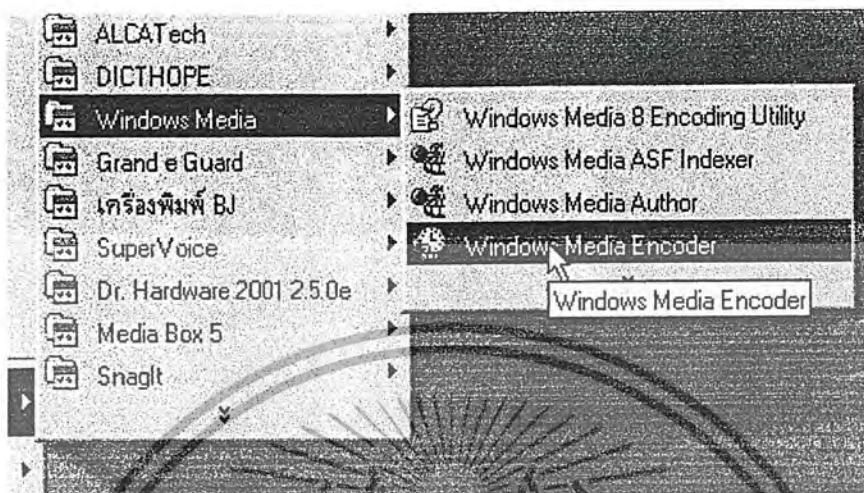 ALCATech
DICTHOPE
Windows Media
Grand e Guard
เครื่องพิมพ์ BJ
SuperVoice
Dr. Hardware 2001 2.5.0e
Media Box 5
SnagIt
Windows Media 8 Encoding Utility
Windows Media ASF Indexer
Windows Media Author
Windows Media Encoder
Windows Media Encoder